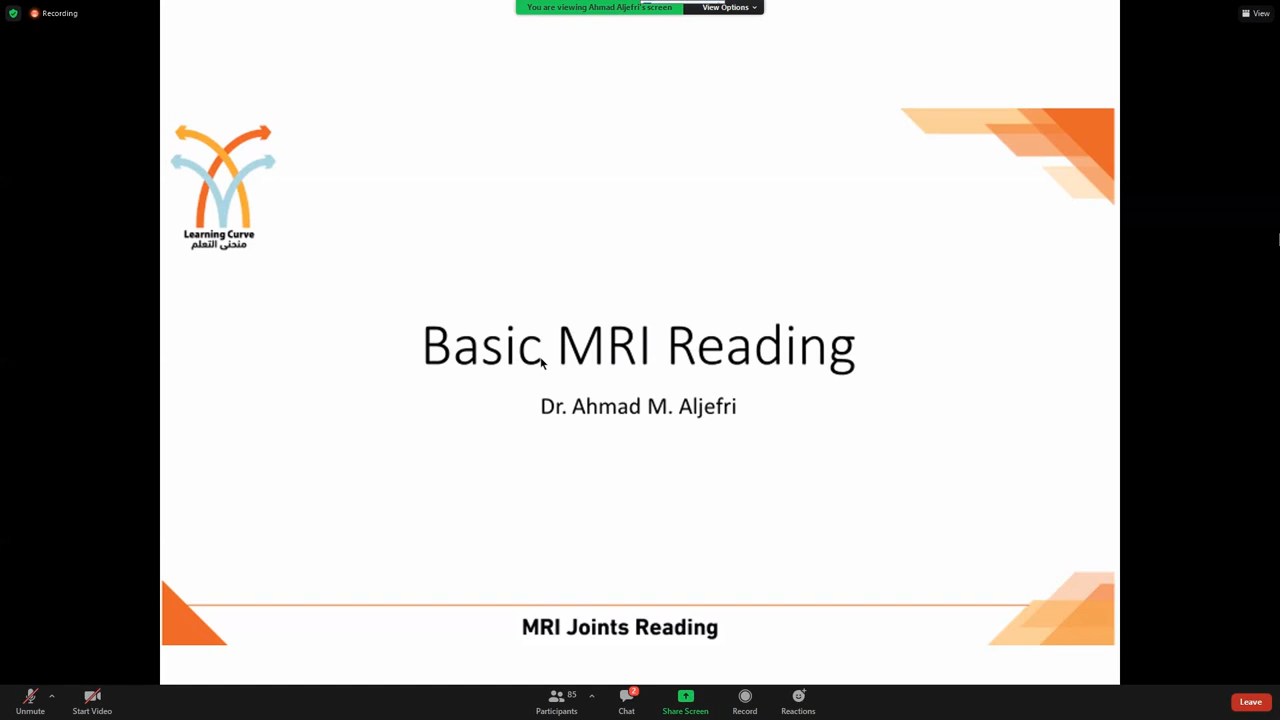 Recording
You are viewing Ahmad Aljefri's screen
View Options
View
Learning Curve
منحنى التعلم
Basic MRI Reading
Dr. Ahmad M. Aljefri
MRI Joints Reading
Unmute
Start Video
85
Participants
2
Chat
Share Screen
Record
Reactions
Leave